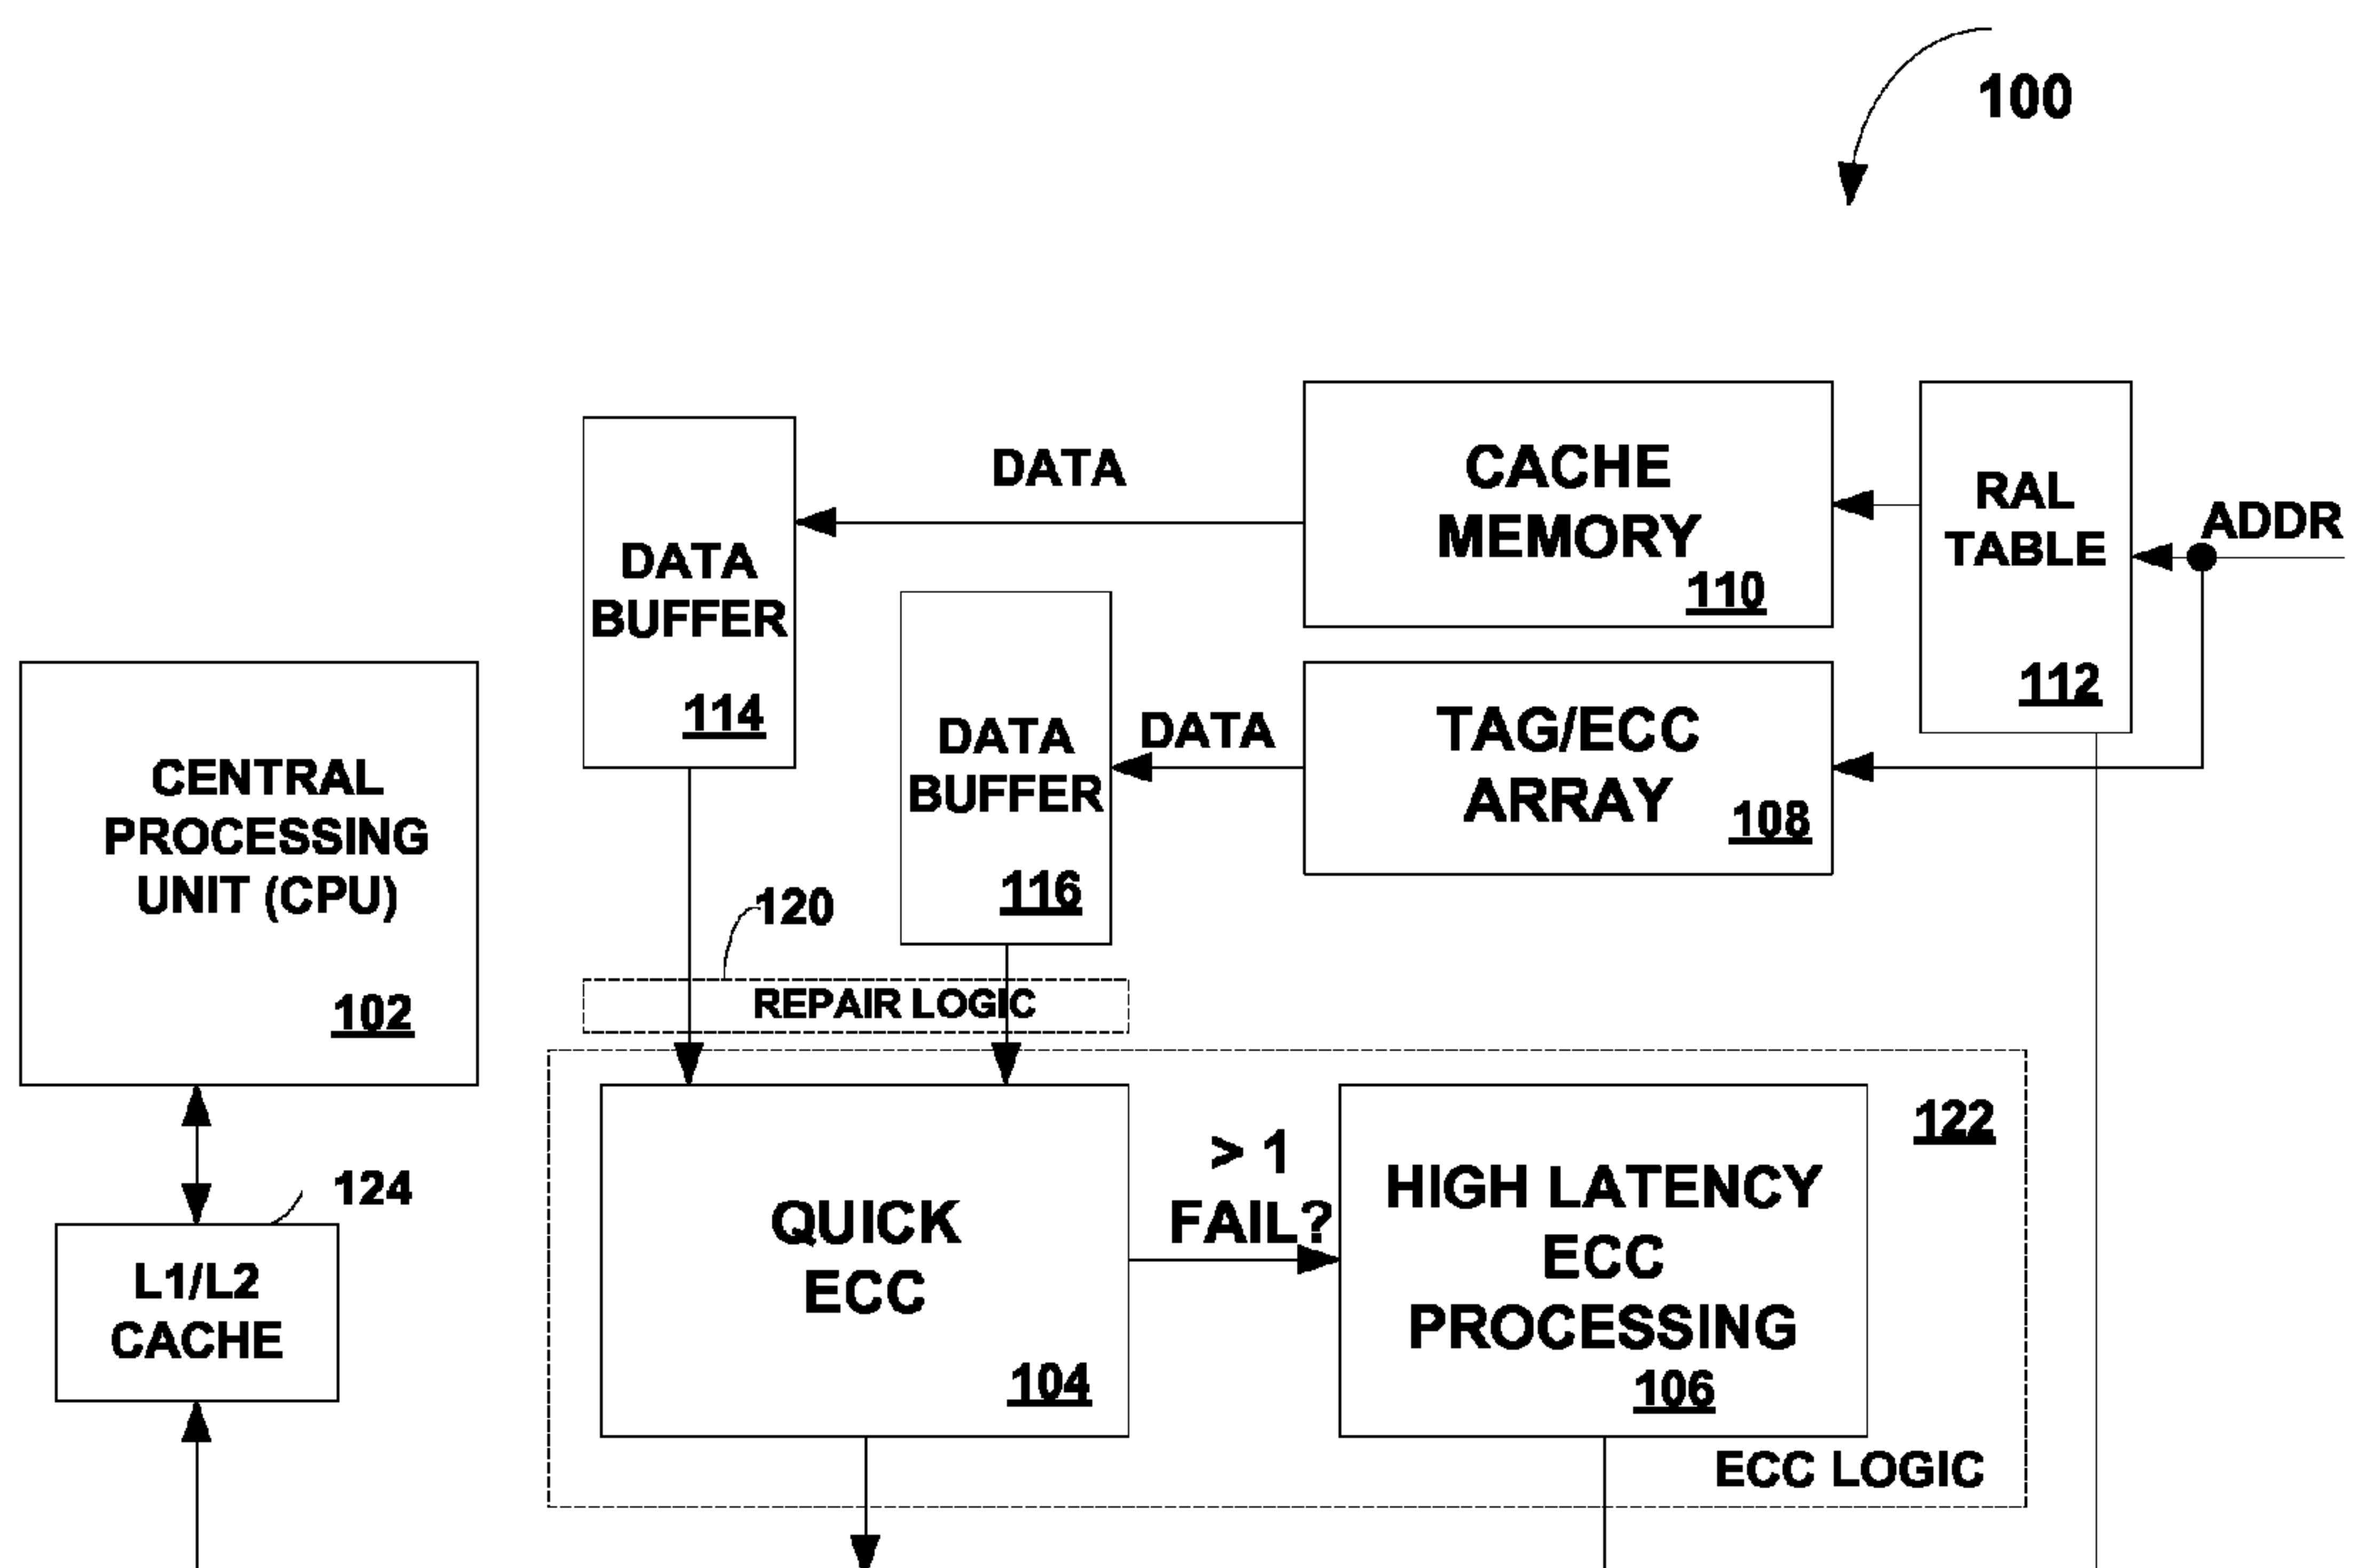 100
CACHE
MEMORY
110
RAL
TABLE
112
ADDR
DATA
DATA
BUFFER
114
DATA
BUFFER
116
DATA
TAG/ECC
ARRAY
108
CENTRAL
PROCESSING
UNIT (CPU)
102
120
REPAIR LOGIC
124
L1/L2
CACHE
QUICK
ECC
104
> 1
FAIL?
HIGH LATENCY
ECC
PROCESSING
106
122
ECC LOGIC